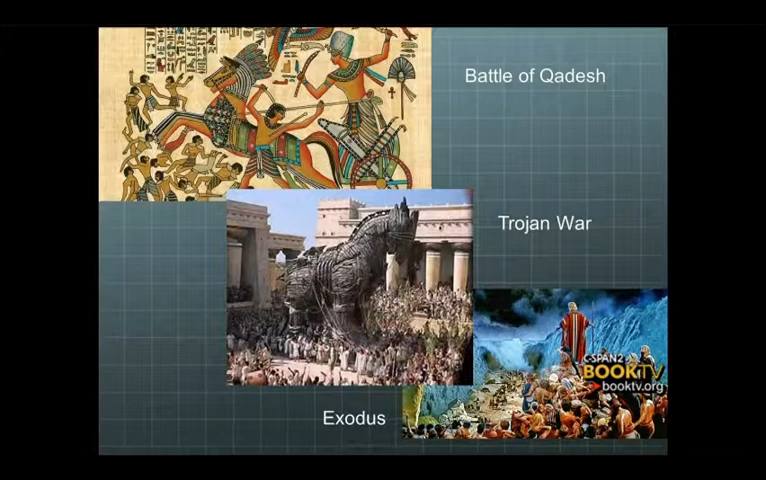 Battle of Qadesh
Trojan War
C-SPAN2
BOOKTV
booktv.org
Exodus